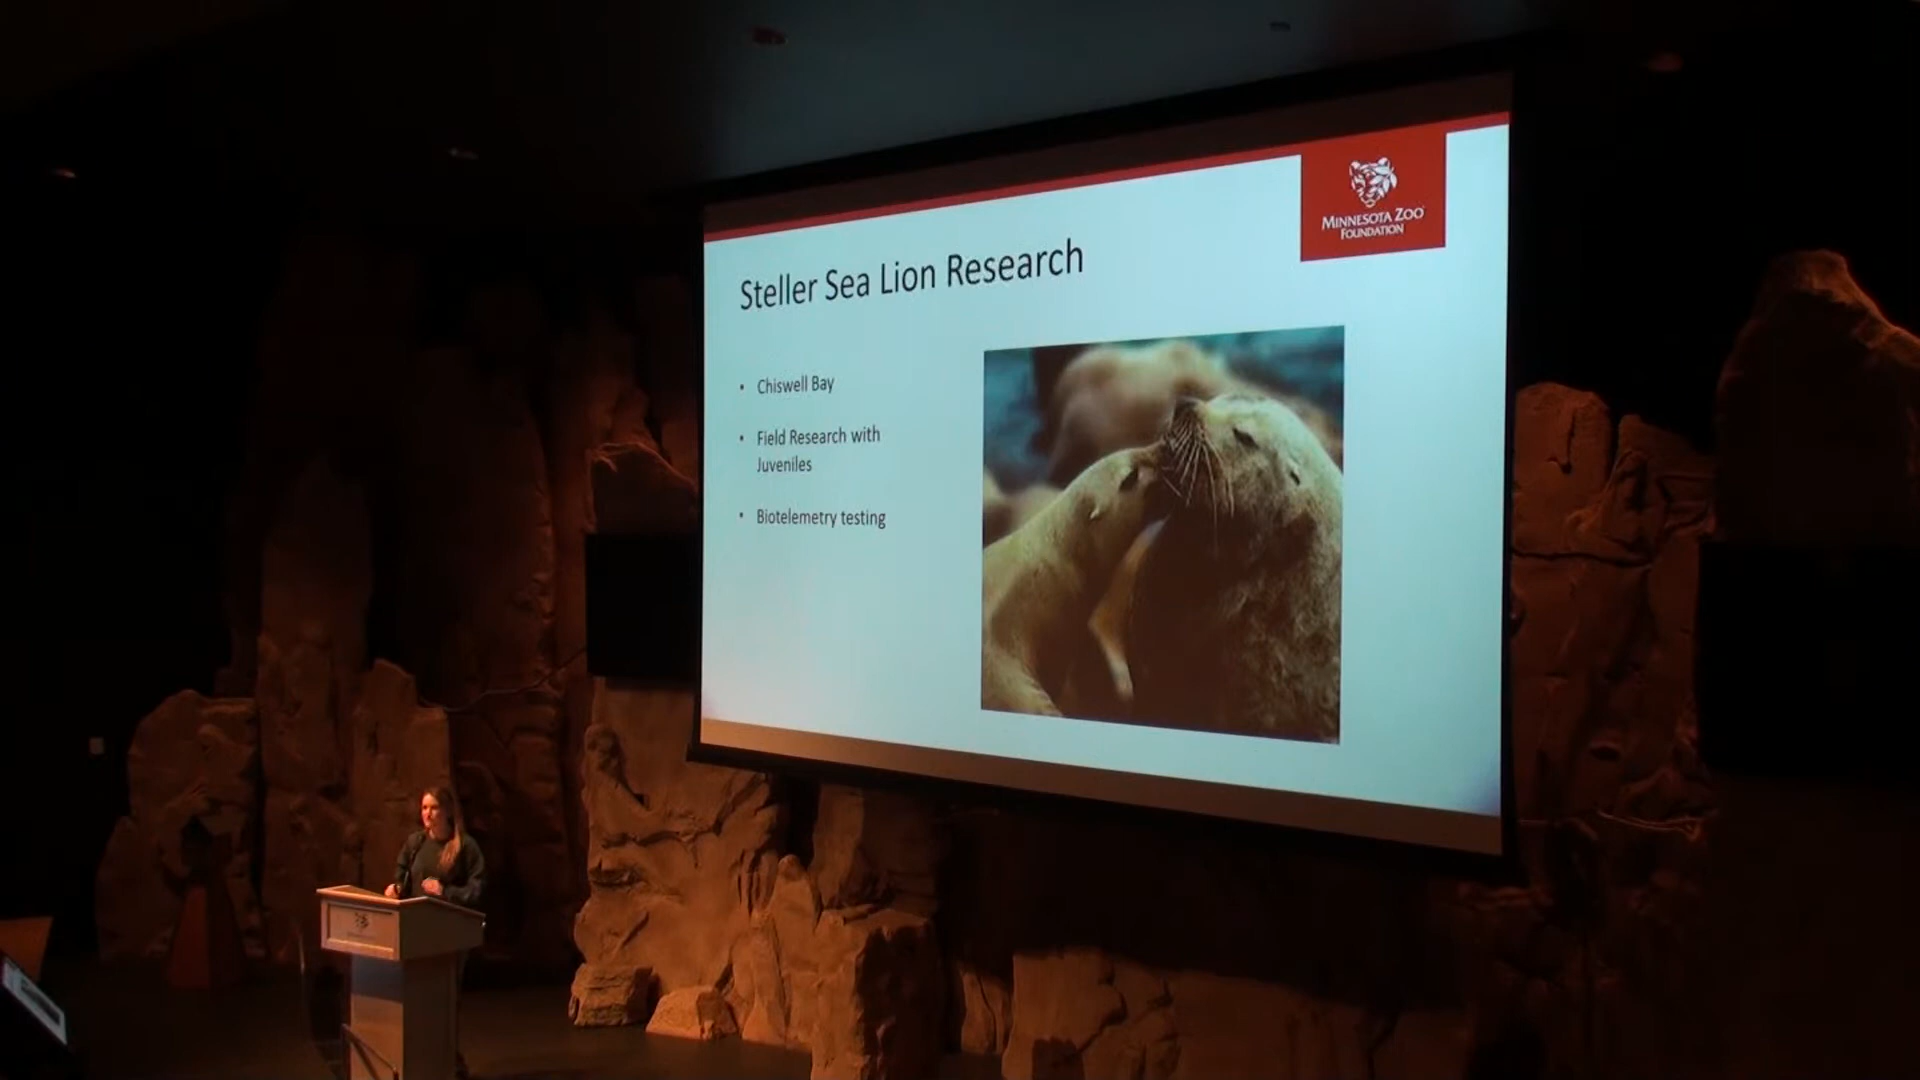 MINNESOTA ZOO
FOUNDATION
Steller Sea Lion Research
• Chiswell Bay
• Field Research with
Juveniles
• Biotelemetry testing